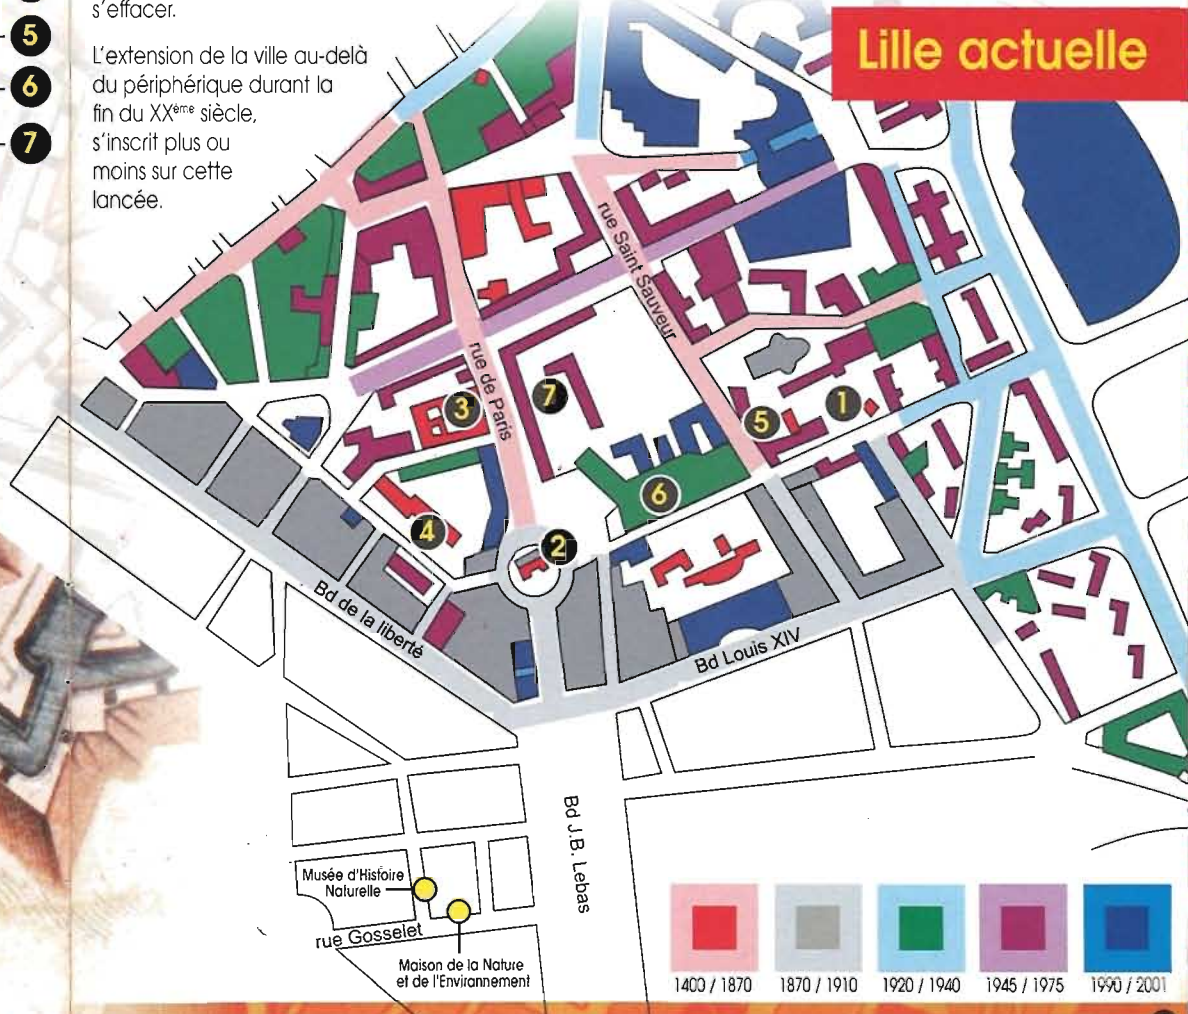 s'effacer.
5
6
7
L'extension de la ville au-delà
du périphérique durant la
fin du XXème siècle,
s'inscrit plus ou
moins sur cette
lancée.
Lille actuelle
rue Saint Sauveur
rue de Paris
3
7
5
1
6
4
2
Bd de la liberté
Bd Louis XIV
Bd J.B. Lebas
Musée d'Histoire
Naturelle
rue Gosselet
Maison de la Nature
et de l'Environnement
1400 / 1870
1870 / 1910
1920 / 1940
1945 / 1975
1990 / 2001